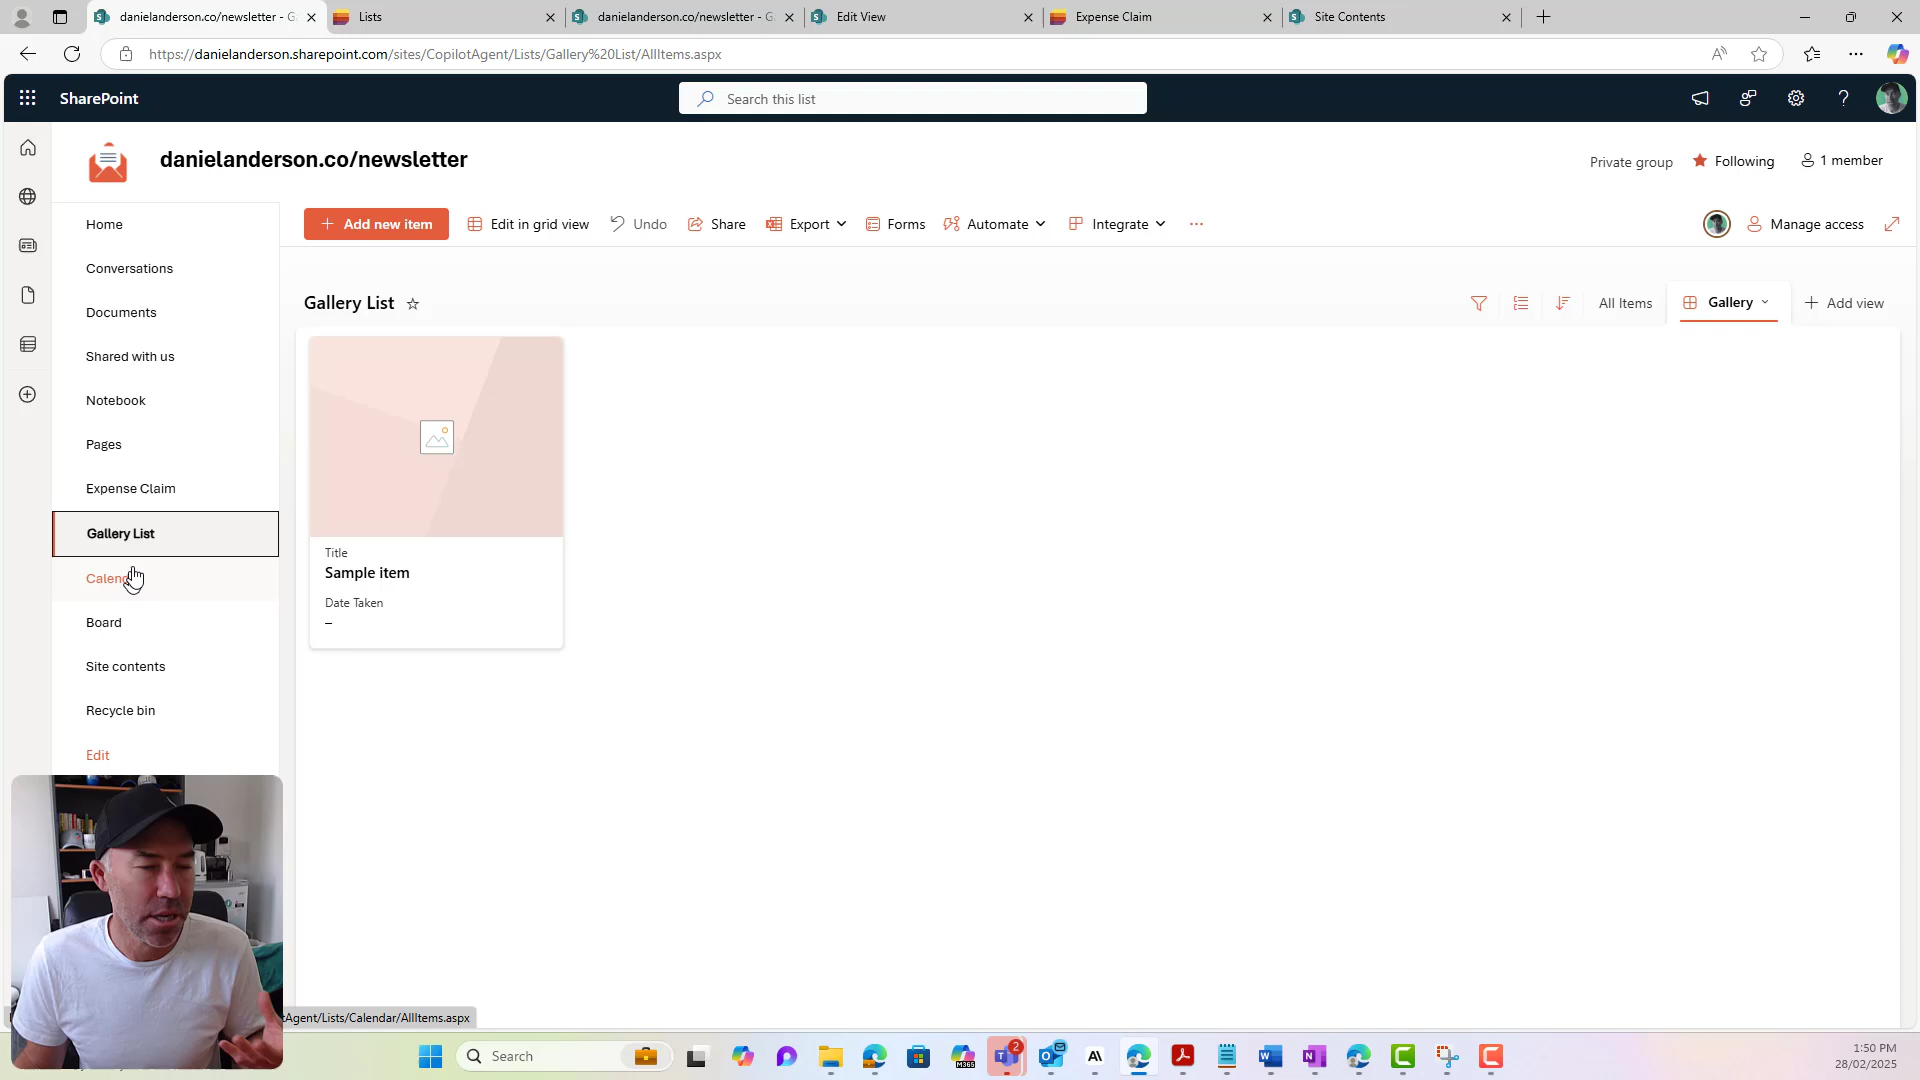 danielanderson.co/newsletter - G
Lists
danielanderson.co/newsletter - G
Edit View
Expense Claim
Site Contents
https://danielanderson.sharepoint.com/sites/CopilotAgent/Lists/Gallery%20List/AllItems.aspx
SharePoint
Search this list
danielanderson.co/newsletter
Private group
Following
1 member
Home
Conversations
Documents
Shared with us
Notebook
Pages
Expense Claim
Gallery List
Calen
Board
Site contents
Recycle bin
Edit
+ Add new item
Edit in grid view
Undo
Share
Export
Forms
Automate
Integrate
Manage access
Gallery List
All Items
Gallery
+ Add view
Title
Sample item
Date Taken
–
tAgent/Lists/Calendar/AllItems.aspx
Search
M365
2
1:50 PM
28/02/2025